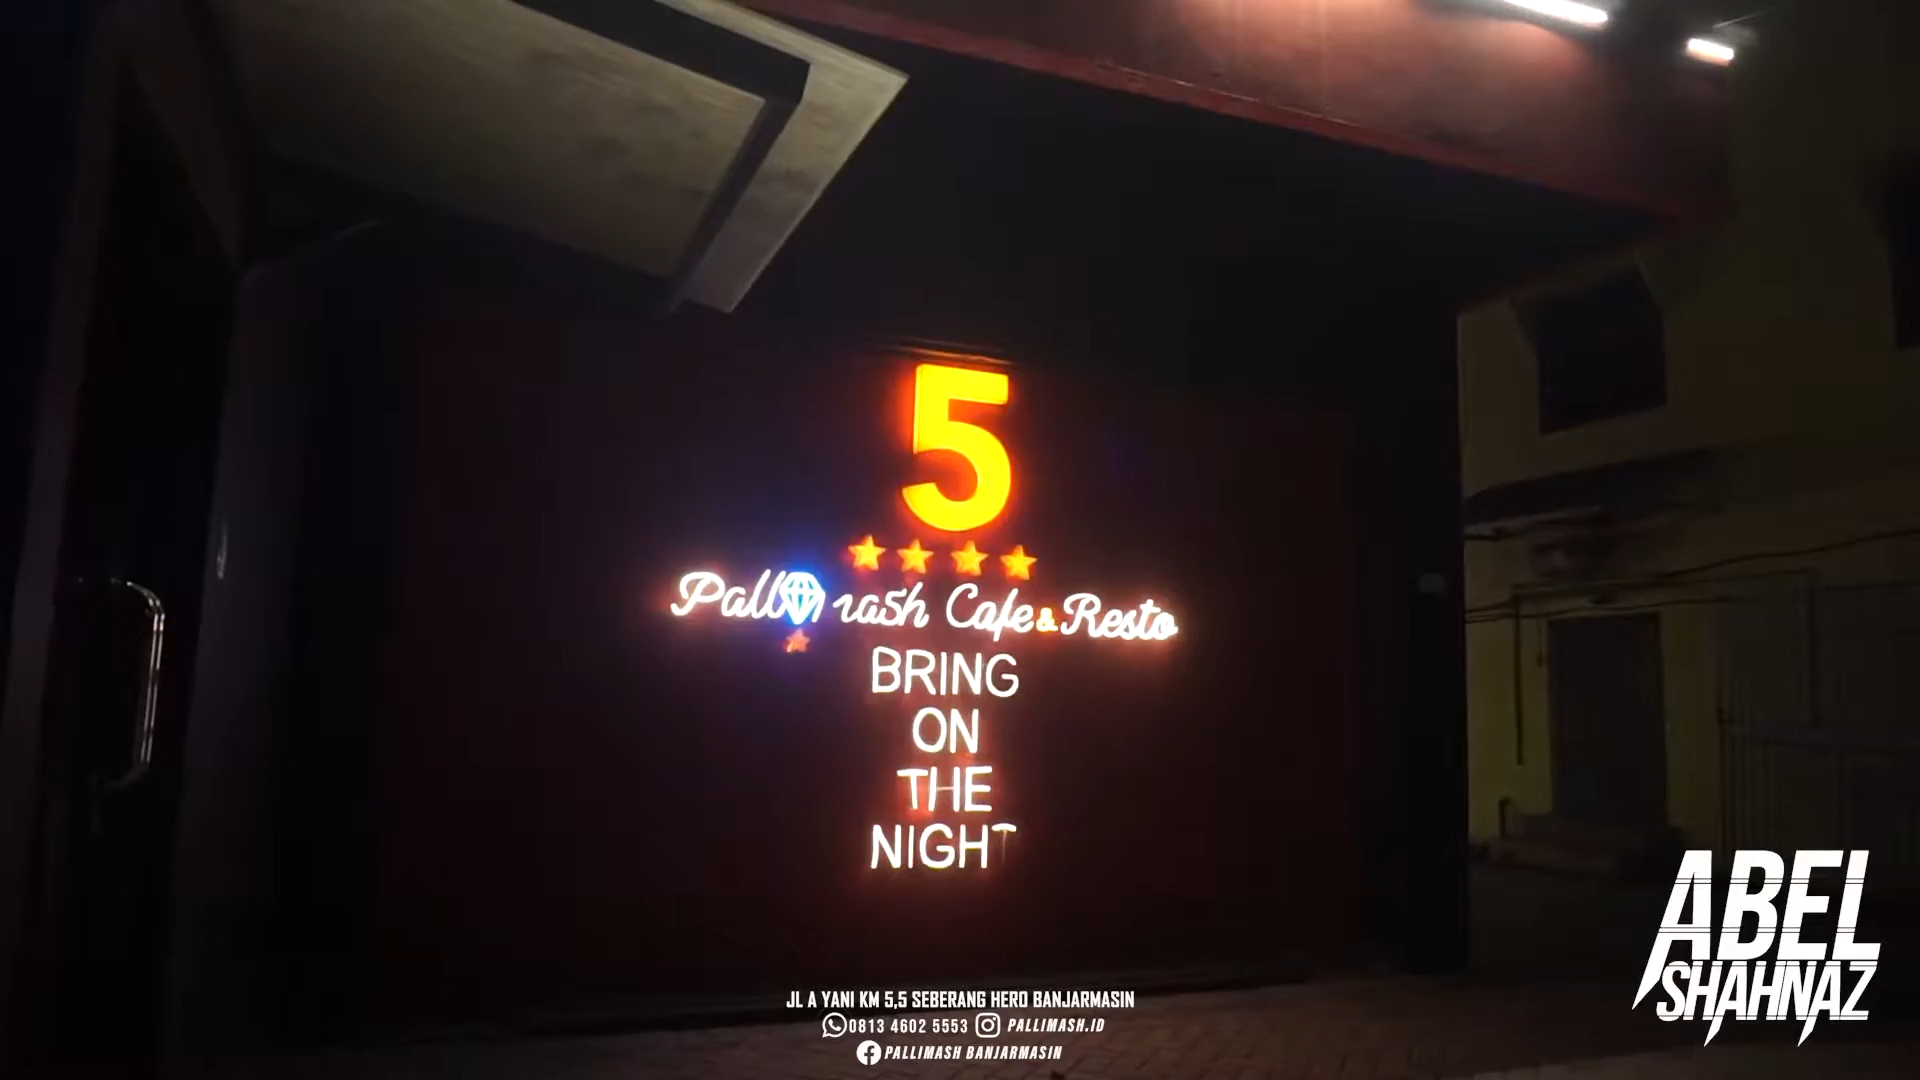 5
Pallimash Cafe & Resto
BRING
ON
THE
NIGHT
ABEL
SHAHNAZ
JL A YANI KM 5,5 SEBERANG HERO BANJARMASIN
0813 4602 5553 PALLIMASH.ID
PALLIMASH BANJARMASIN